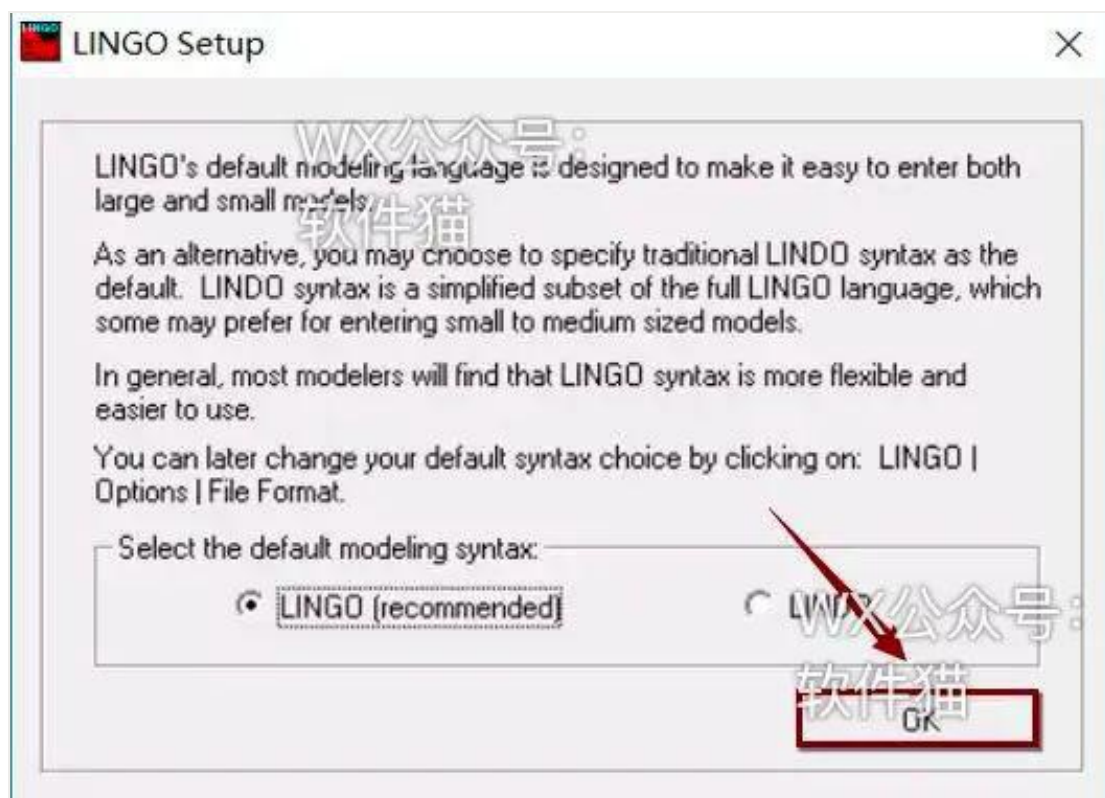 LINGO
LINGO Setup
WX公众号:
LINGO's default modeling language is designed to make it easy to enter both
large and small models.
软件猫
As an alternative, you may choose to specify traditional LINDO syntax as the
default. LINDO syntax is a simplified subset of the full LINGO language, which
some may prefer for entering small to medium sized models.
In general, most modelers will find that LINGO syntax is more flexible and
easier to use.
You can later change your default syntax choice by clicking on: LINGO |
Options | File Format.
Select the default modeling syntax:
LINGO (recommended)
LINDO
WX公众号:
软件猫
OK